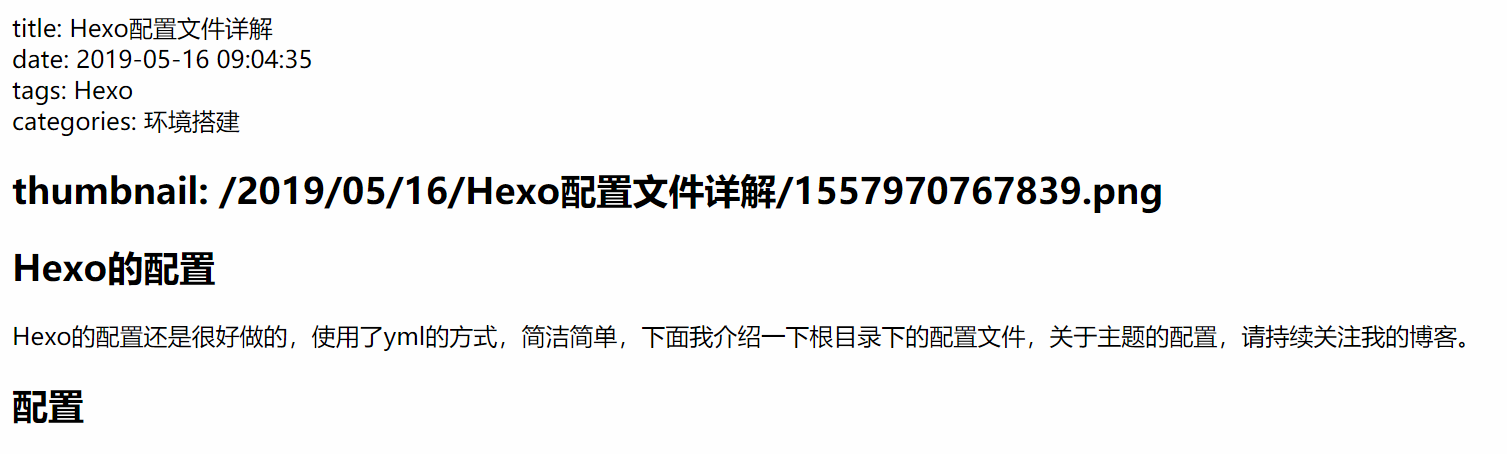 title: Hexo配置文件详解
date: 2019-05-16 09:04:35
tags: Hexo
categories: 环境搭建
thumbnail: /2019/05/16/Hexo配置文件详解/1557970767839.png
Hexo的配置
Hexo的配置还是很好做的，使用了yml的方式，简洁简单，下面我介绍一下根目录下的配置文件，关于主题的配置，请持续关注我的博客。
配置